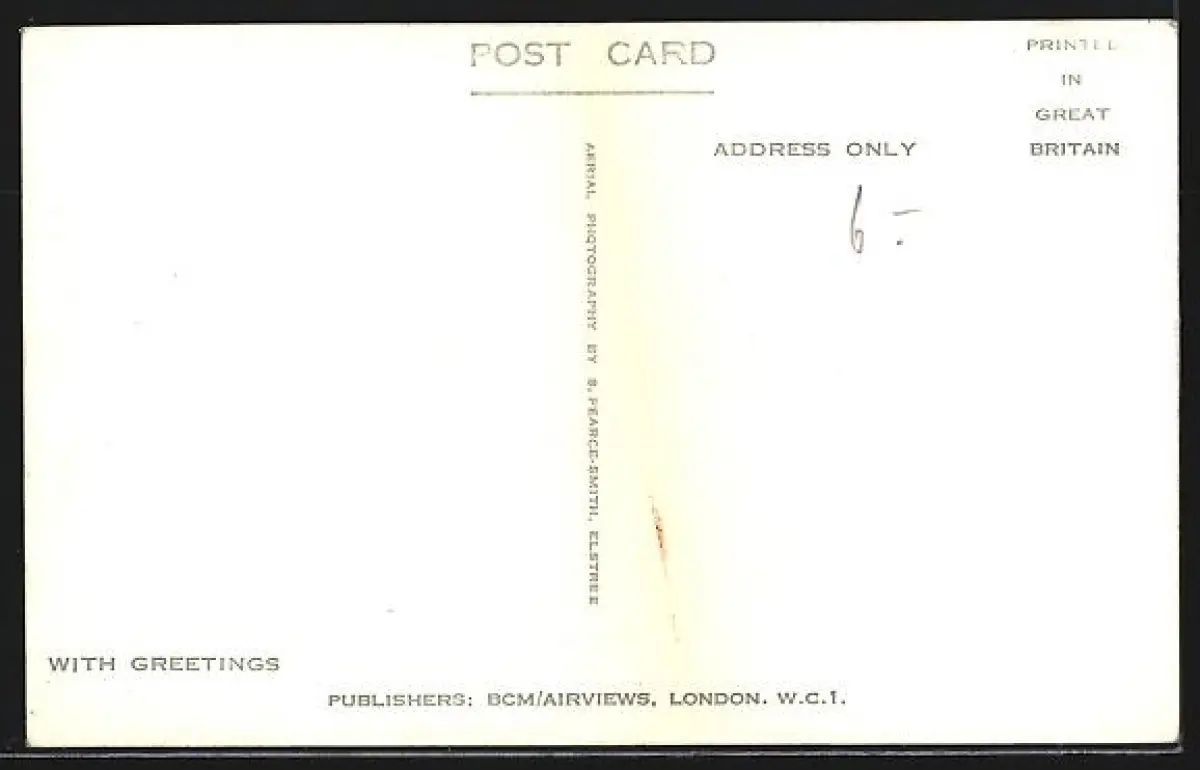 POST CARD
PRINTED
IN
GREAT
BRITAIN
ADDRESS ONLY
6 -.
AERIAL PHOTOGRAPHY BY S. PEARCE-SMITH, ELSTREE
WITH GREETINGS
PUBLISHERS: BCM/AIRVIEWS, LONDON. W.C.1.